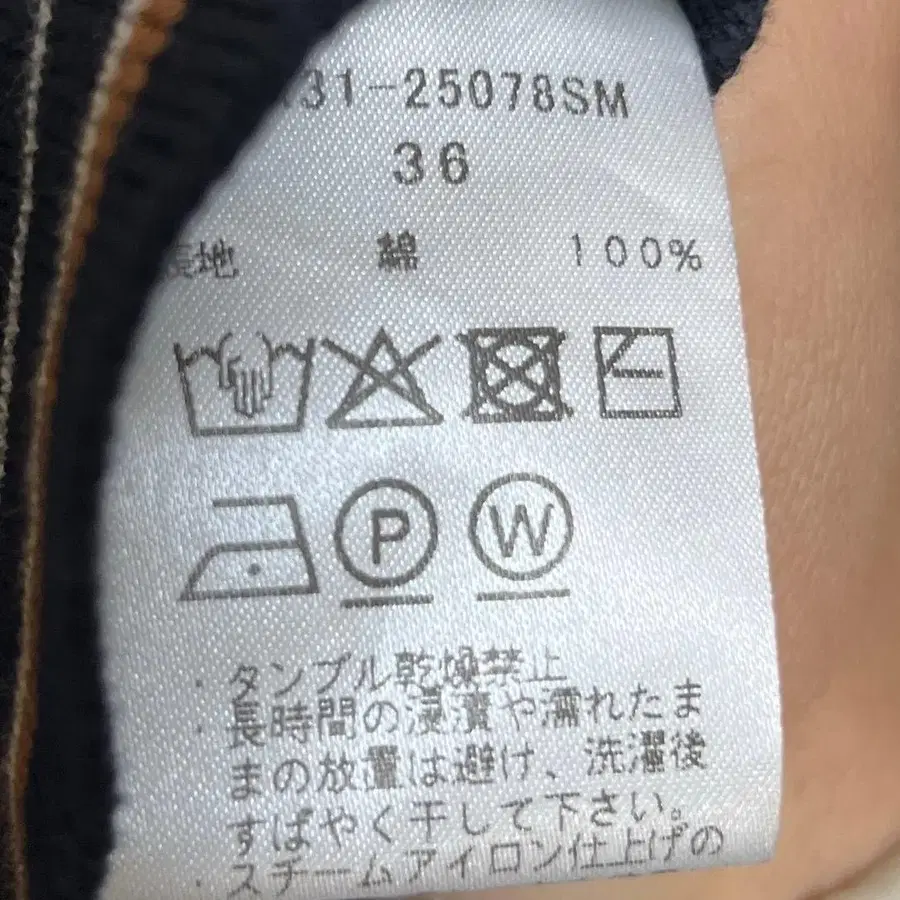 131-25078SM
36
表地 綿 100%
P W
・タンブル乾燥禁止
・長時間の浸漬や濡れたま
まの放置は避け、洗濯後
すばやく干して下さい。
・スチームアイロン仕上げの